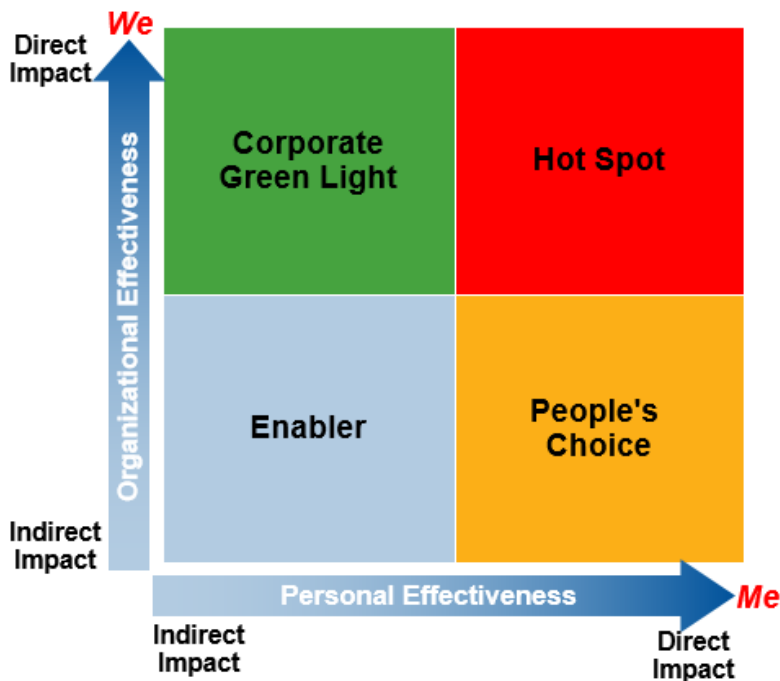 We
Direct
Impact
Organizational Effectiveness
Indirect
Impact
Corporate
Green Light
Hot Spot
Enabler
People's
Choice
Personal Effectiveness
Me
Indirect
Impact
Direct
Impact